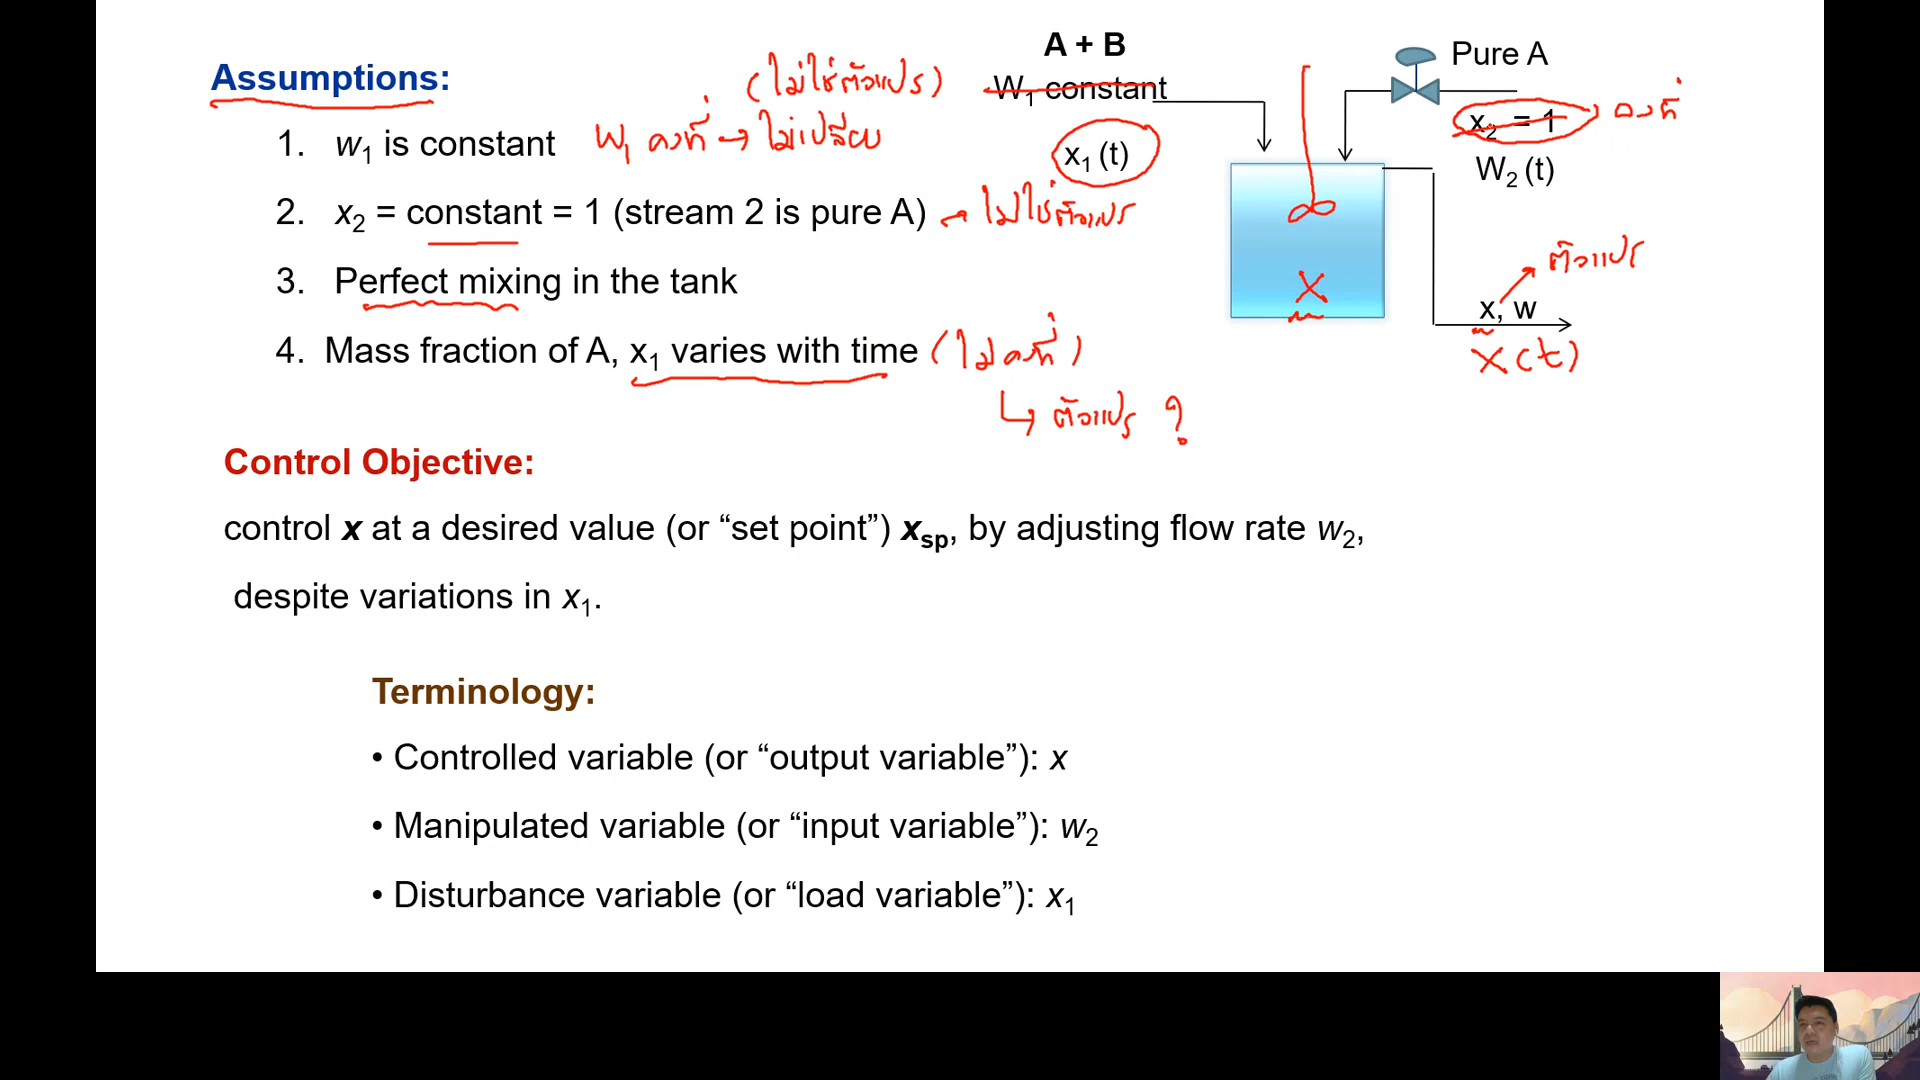 A + B
Assumptions:
(ไม่ใช่ตัวแปร)
W1 constant
Pure A
1. w1 is constant
W1 คงที่ → ไม่เปลี่ยน
x1 (t)
x2 = 1
คงที่
W2 (t)
2. x2 = constant = 1 (stream 2 is pure A) → ไม่ใช่ตัวแปร
3. Perfect mixing in the tank
X
ตัวแปร
x, w
X(t)
4. Mass fraction of A, x1 varies with time (ไม่คงที่)
↳ ตัวแปร ?
Control Objective:
control x at a desired value (or “set point”) xsp, by adjusting flow rate w2,
despite variations in x1.
Terminology:
• Controlled variable (or “output variable”): x
• Manipulated variable (or “input variable”): w2
• Disturbance variable (or “load variable”): x1